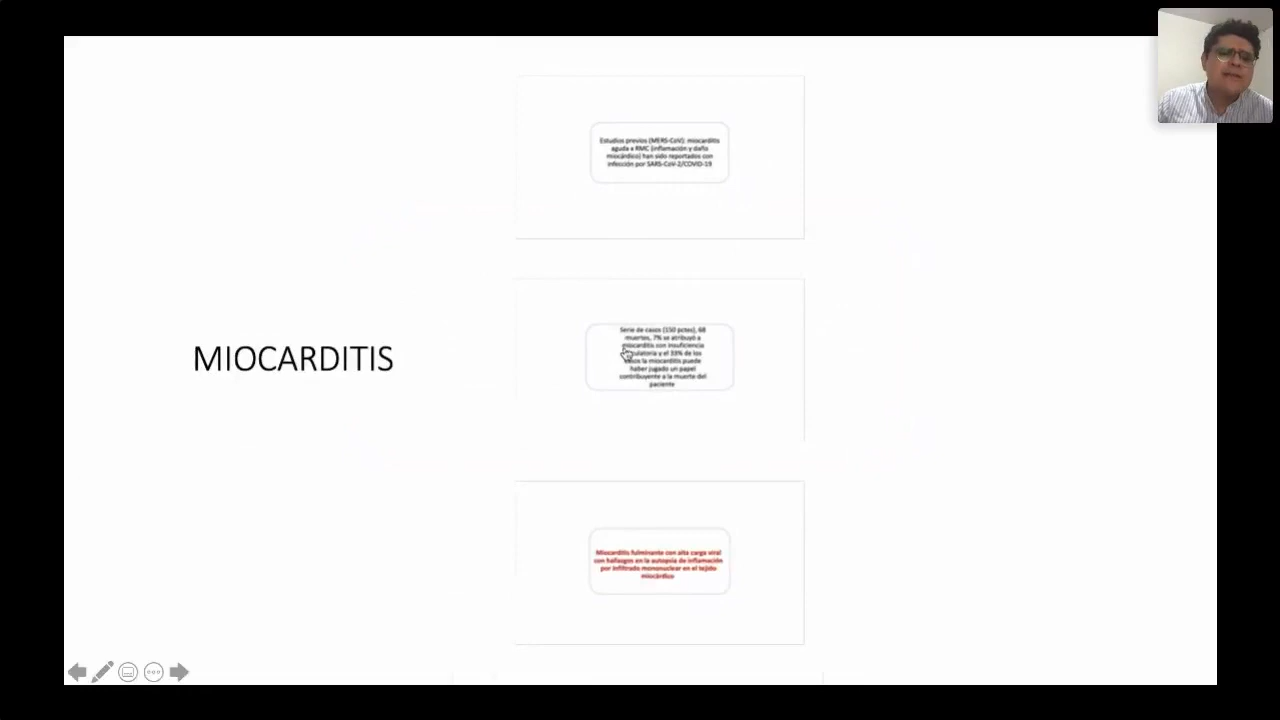 Estudios previos (MERS-CoV): miocarditis
aguda x RMC (inflamación y daño
miocárdico) han sido reportados con
infección por SARS-CoV-2/COVID-19
MIOCARDITIS
Serie de casos (150 pctes), 68
muertes, 7% se atribuyó a
miocarditis con insuficiencia
y el 33% de los
la miocarditis puede
haber jugado un papel
contribuyente a la muerte del
paciente
Miocarditis fulminante con alta carga viral
con hallazgos en la autopsia de inflamación
por infiltrado mononuclear en el tejido
miocárdico